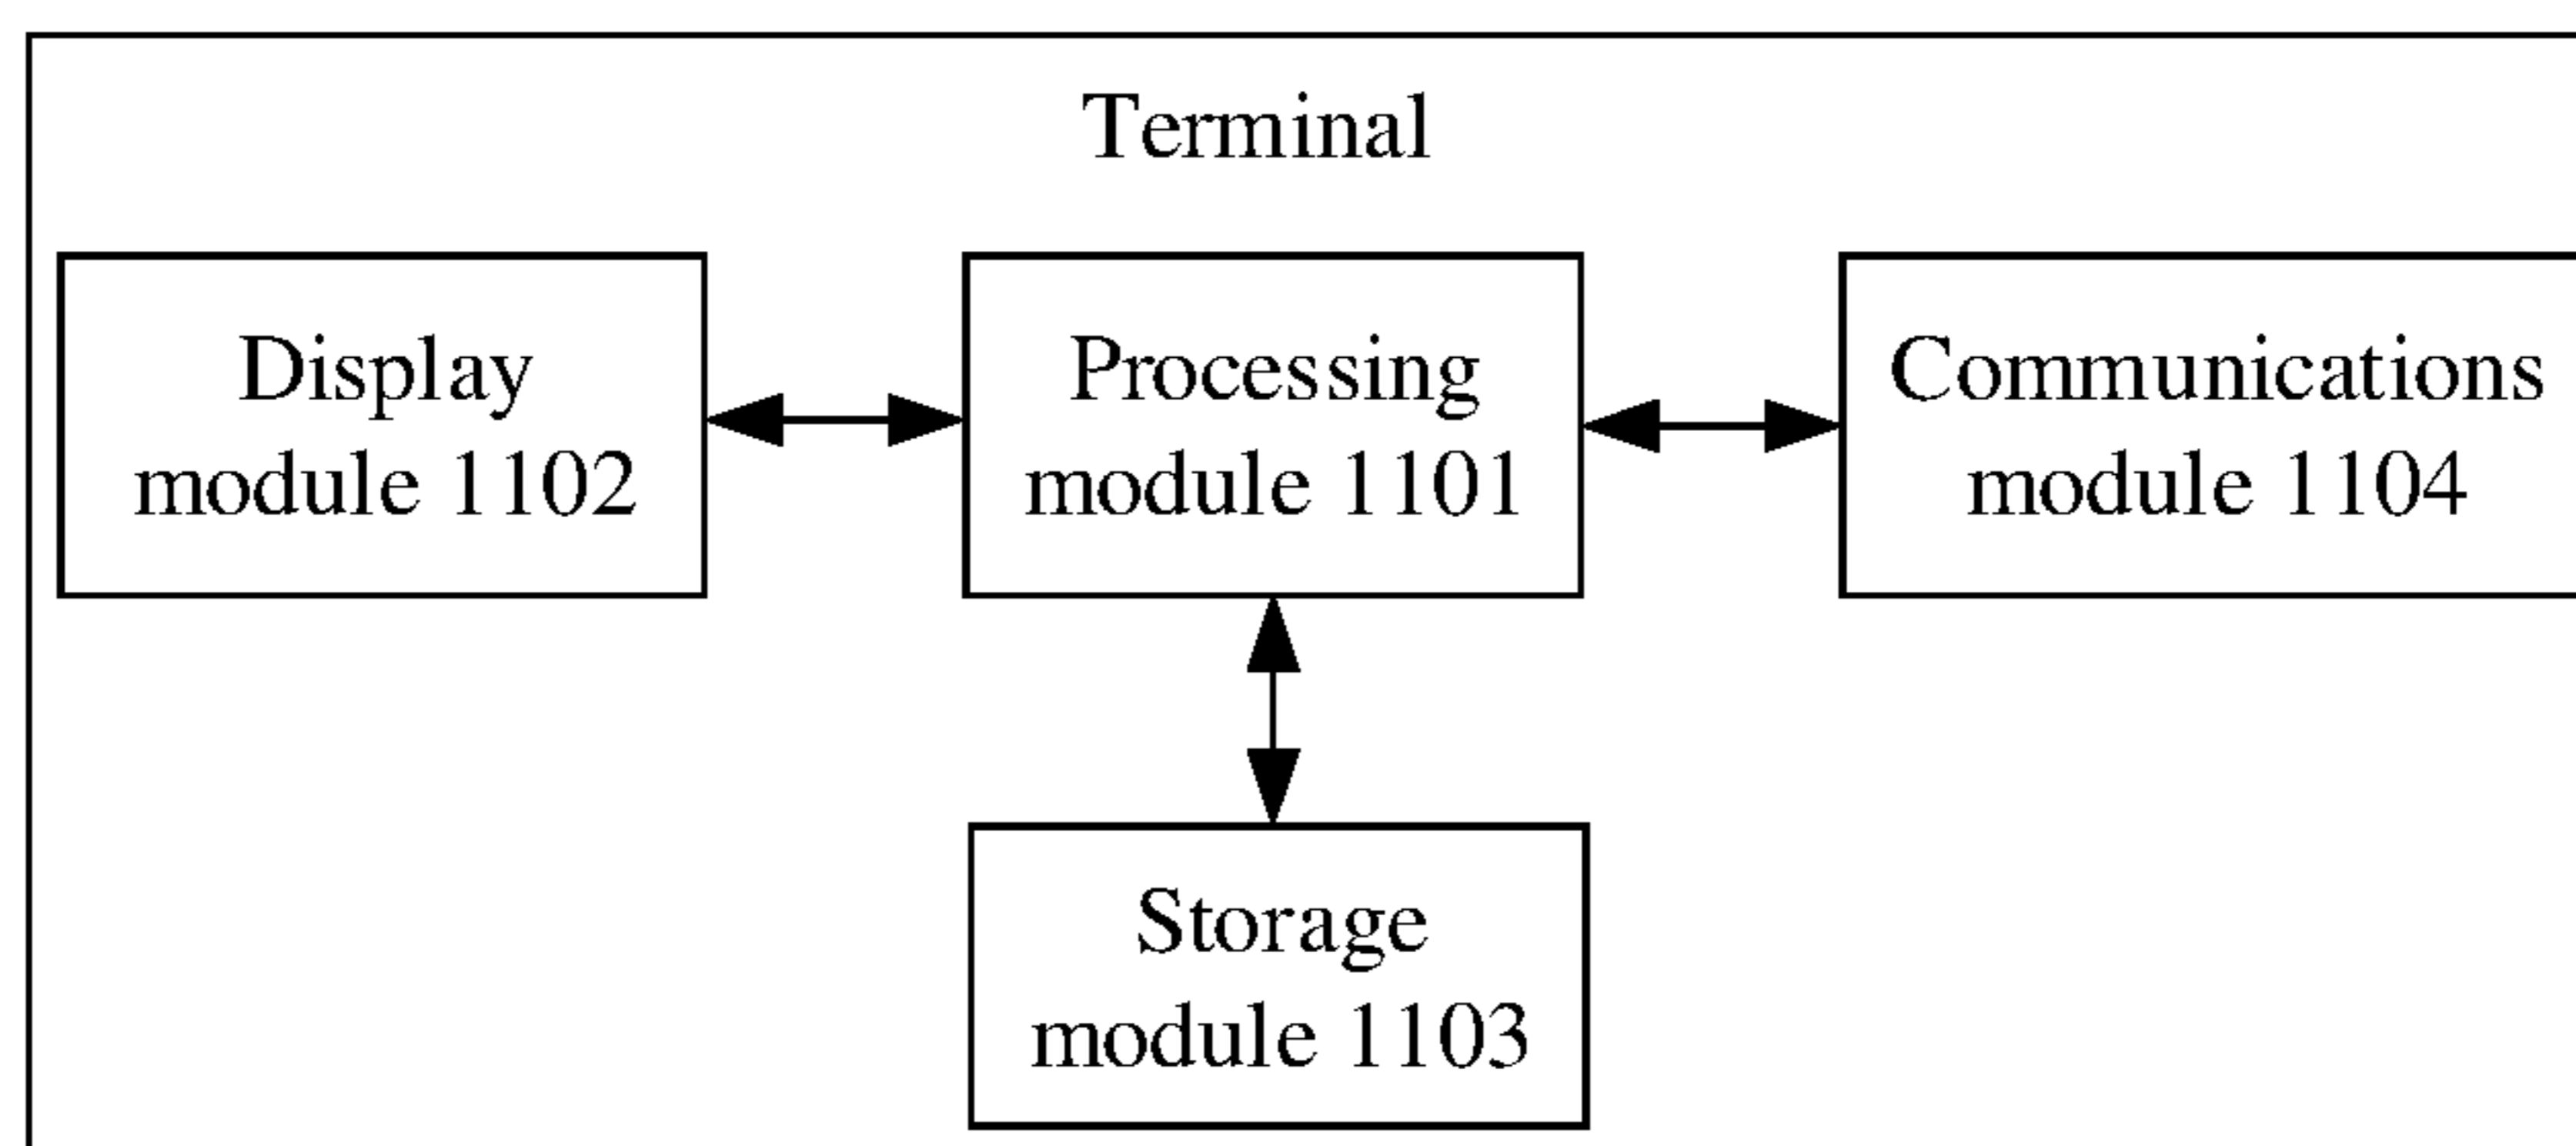 Terminal
Display
module 1102
Processing
module 1101
Communications
module 1104
Storage
module 1103